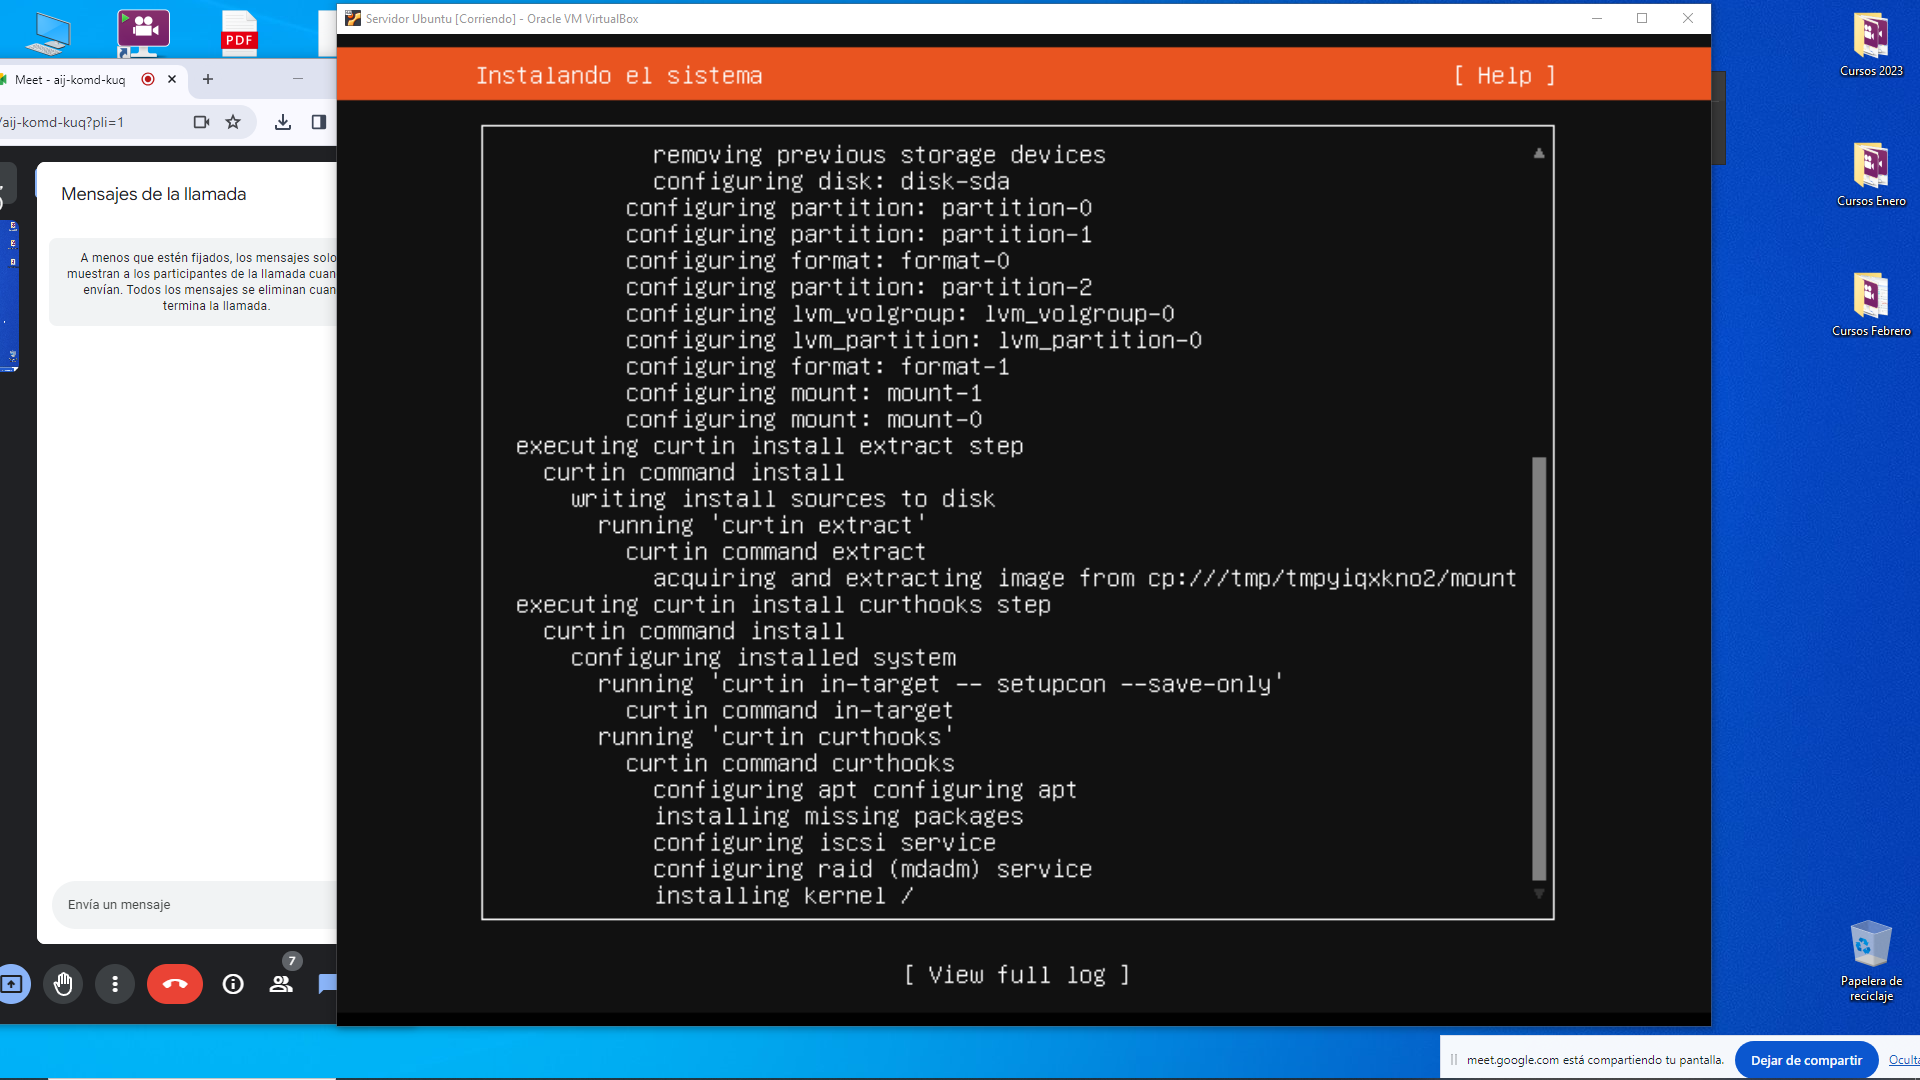 Servidor Ubuntu [Corriendo] - Oracle VM VirtualBox
PDF
Meet - aij-komd-kuq
/aij-komd-kuq?pli=1
Mensajes de la llamada
A menos que estén fijados, los mensajes solo
muestran a los participantes de la llamada cuan
envían. Todos los mensajes se eliminan cuan
termina la llamada.
Envía un mensaje
7
Instalando el sistema
[ Help ]
removing previous storage devices
configuring disk: disk-sda
configuring partition: partition-0
configuring partition: partition-1
configuring format: format-0
configuring partition: partition-2
configuring lvm_volgroup: lvm_volgroup-0
configuring lvm_partition: lvm_partition-0
configuring format: format-1
configuring mount: mount-1
configuring mount: mount-0
executing curtin install extract step
curtin command install
writing install sources to disk
running 'curtin extract'
curtin command extract
acquiring and extracting image from cp:///tmp/tmpyiqxkno2/mount
executing curtin install curthooks step
curtin command install
configuring installed system
running 'curtin in-target -- setupcon --save-only'
curtin command in-target
running 'curtin curthooks'
curtin command curthooks
configuring apt configuring apt
installing missing packages
configuring iscsi service
configuring raid (mdadm) service
installing kernel /
[ View full log ]
Cursos 2023
Cursos Enero
Cursos Febrero
Papelera de
reciclaje
meet.google.com está compartiendo tu pantalla.
Dejar de compartir
Oculta